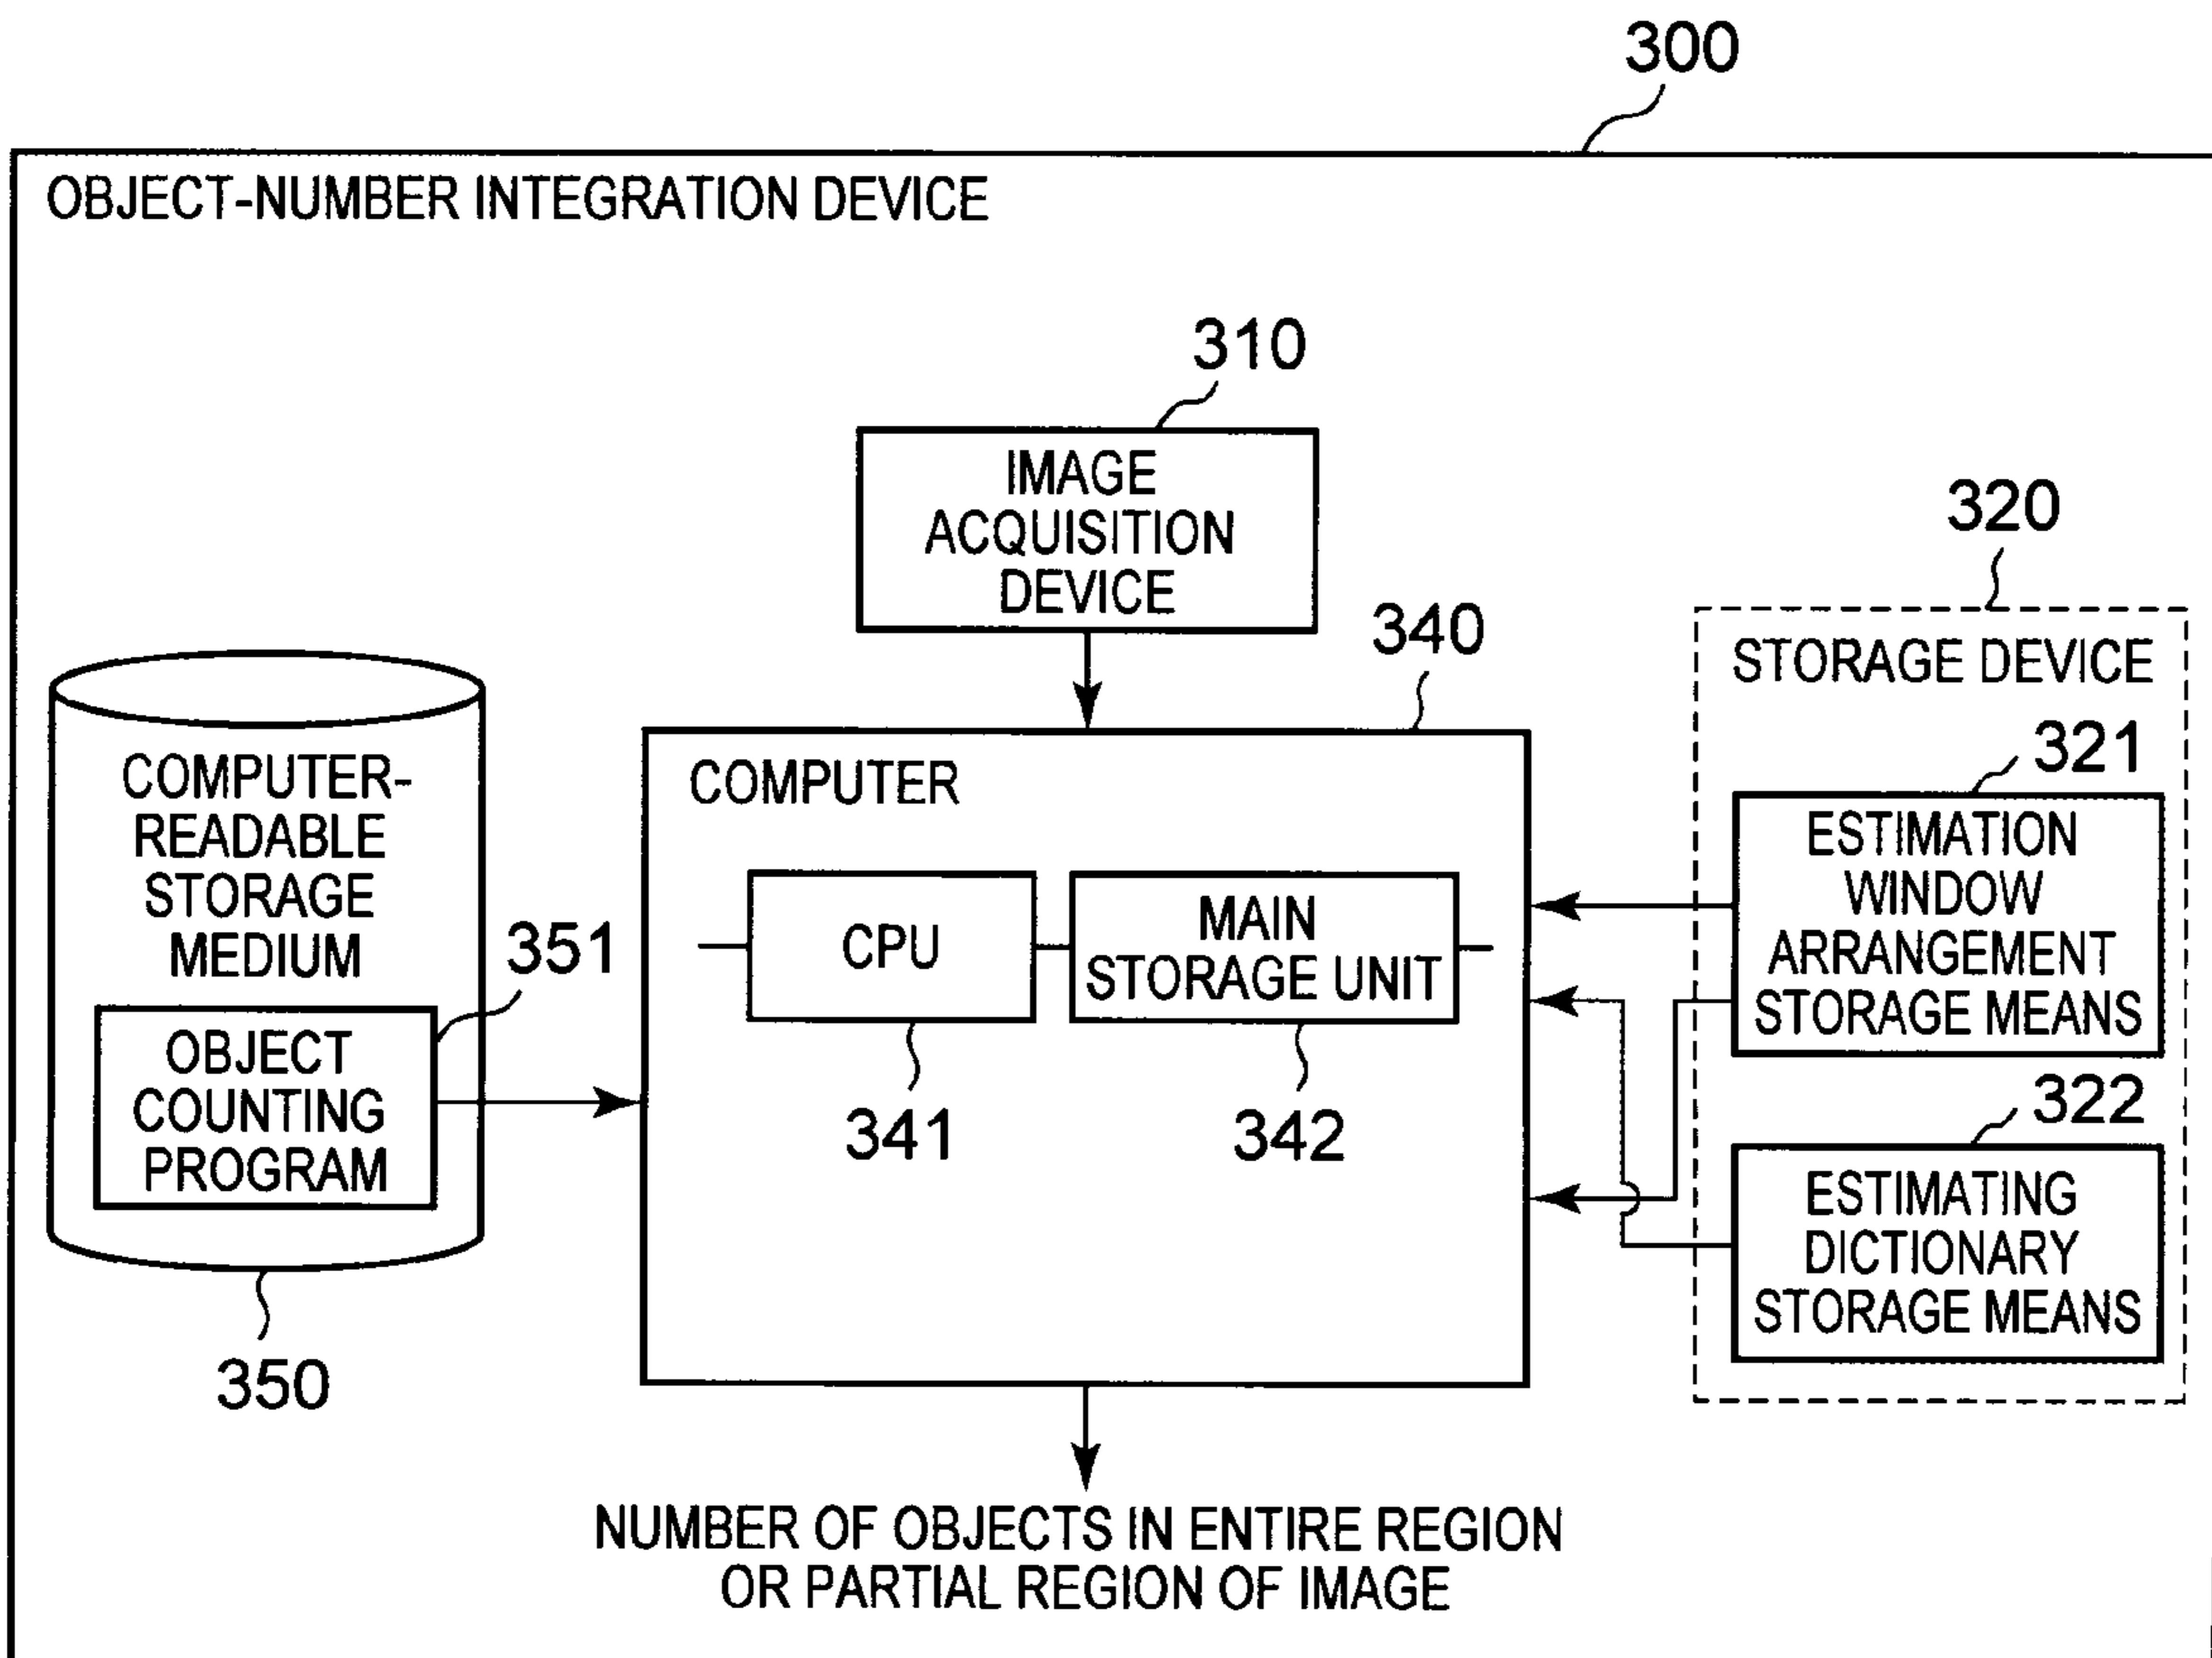 300
OBJECT-NUMBER INTEGRATION DEVICE
310
IMAGE
ACQUISITION
DEVICE
320
STORAGE DEVICE
340
COMPUTER
321
ESTIMATION
WINDOW
ARRANGEMENT
STORAGE MEANS
COMPUTER-
READABLE
STORAGE
MEDIUM
351
OBJECT
COUNTING
PROGRAM
350
CPU
341
MAIN
STORAGE UNIT
342
322
ESTIMATING
DICTIONARY
STORAGE MEANS
NUMBER OF OBJECTS IN ENTIRE REGION
OR PARTIAL REGION OF IMAGE